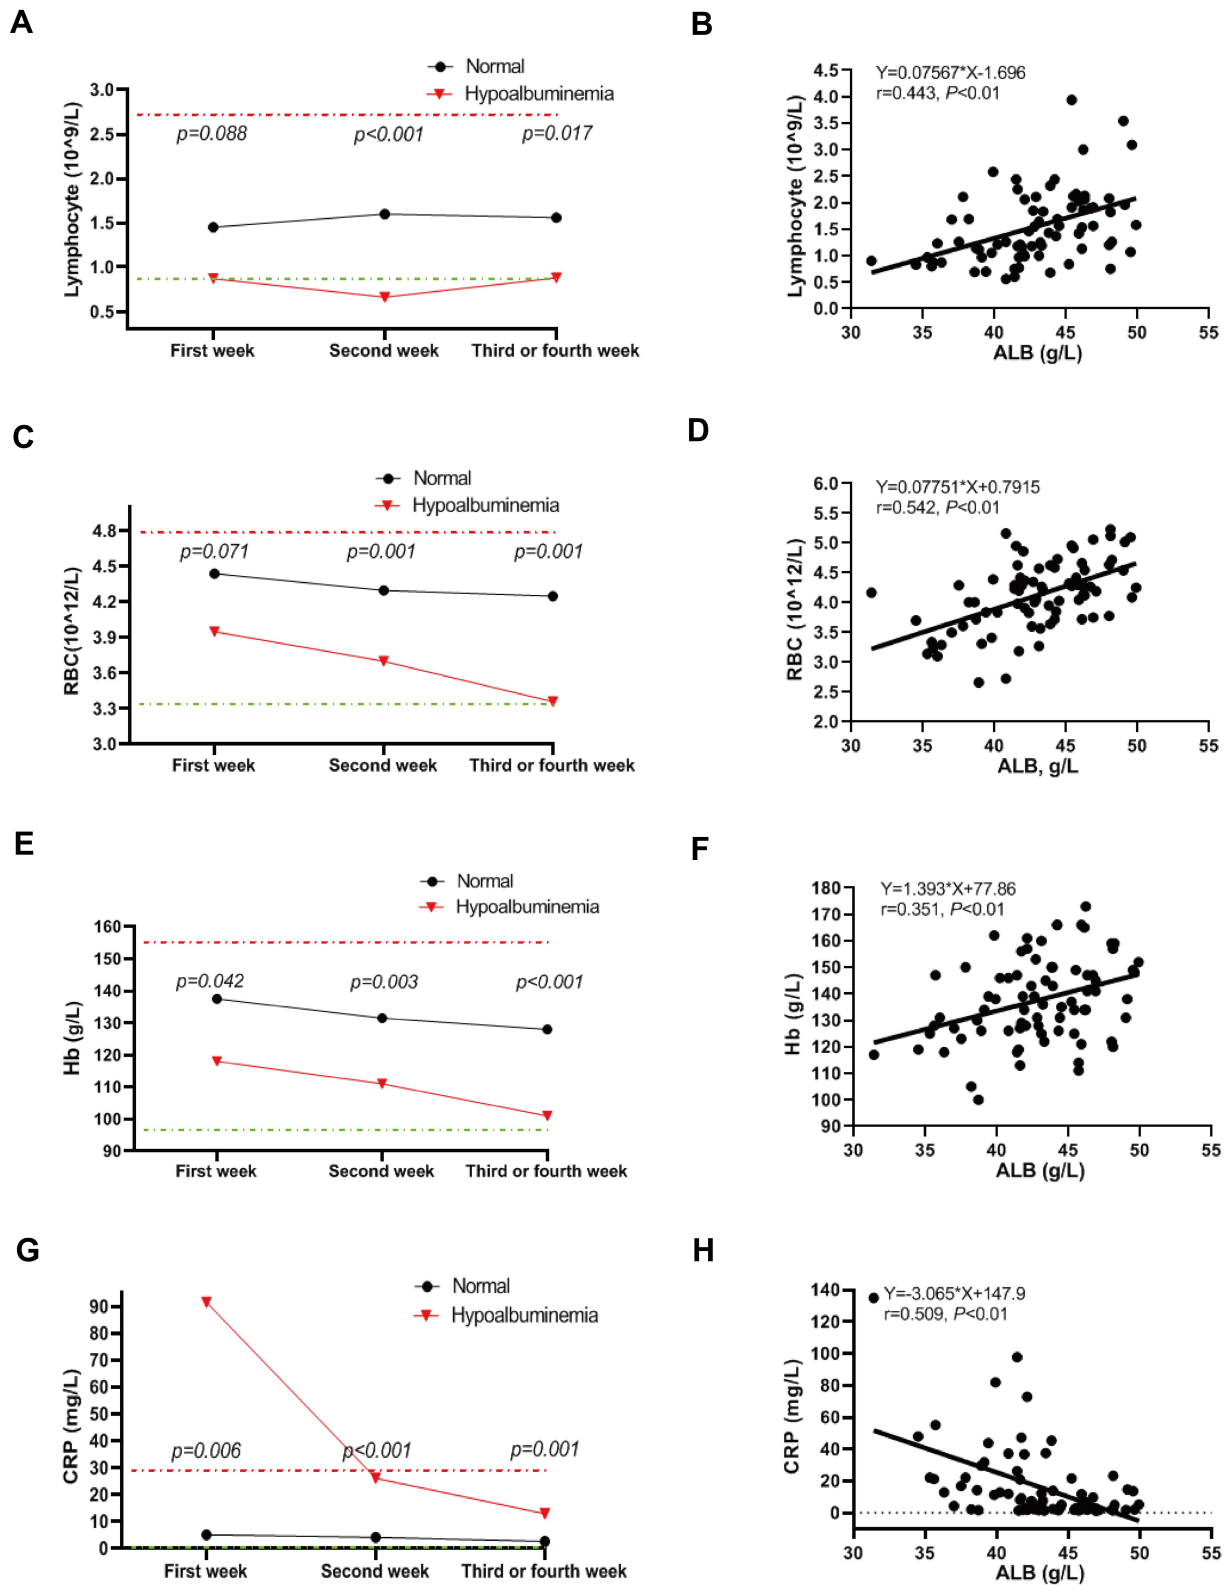 A
Normal
Hypoalbuminemia
Lymphocyte (10^9/L)
3.0
2.5
2.0
1.5
1.0
0.5
p=0.088
p<0.001
p=0.017
First week
Second week
Third or fourth week
B
Y=0.07567*X-1.696
r=0.443, P<0.01
Lymphocyte (10^9/L)
4.5
4.0
3.5
3.0
2.5
2.0
1.5
1.0
0.5
0.0
30
35
40
45
50
55
ALB (g/L)
C
Normal
Hypoalbuminemia
RBC(10^12/L)
4.8
4.5
4.2
3.9
3.6
3.3
3.0
p=0.071
p=0.001
p=0.001
First week
Second week
Third or fourth week
D
Y=0.07751*X+0.7915
r=0.542, P<0.01
RBC (10^12/L)
6.0
5.5
5.0
4.5
4.0
3.5
3.0
2.5
2.0
30
35
40
45
50
55
ALB, g/L
E
Normal
Hypoalbuminemia
Hb (g/L)
160
150
140
130
120
110
100
90
p=0.042
p=0.003
p<0.001
First week
Second week
Third or fourth week
F
Y=1.393*X+77.86
r=0.351, P<0.01
Hb (g/L)
180
170
160
150
140
130
120
110
100
90
30
35
40
45
50
55
ALB (g/L)
G
Normal
Hypoalbuminemia
CRP (mg/L)
90
80
70
60
50
40
30
20
10
0
p=0.006
p<0.001
p=0.001
First week
Second week
Third or fourth week
H
Y=-3.065*X+147.9
r=0.509, P<0.01
CRP (mg/L)
140
120
100
80
60
40
20
0
30
35
40
45
50
55
ALB (g/L)